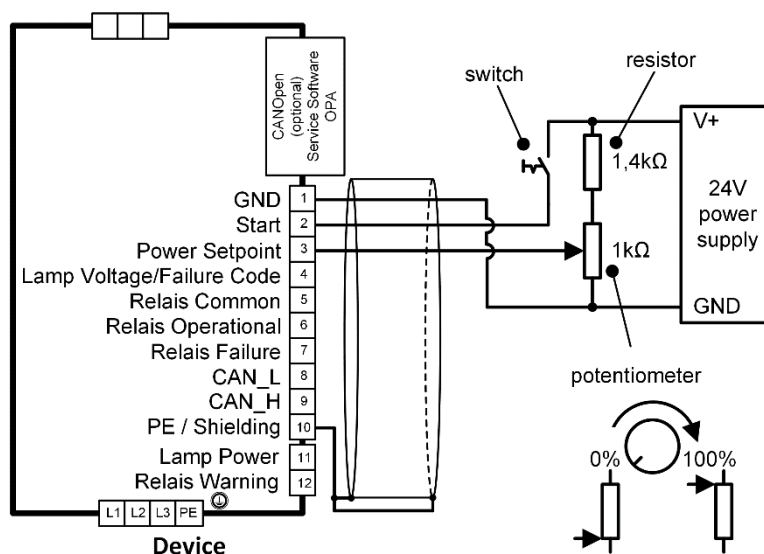 CANOpen
(optional)
Service Software
OPA
switch
resistor
V+
1,4kΩ
24V
power
supply
1kΩ
GND
potentiometer
0%
100%
GND 1
Start 2
Power Setpoint 3
Lamp Voltage/Failure Code 4
Relais Common 5
Relais Operational 6
Relais Failure 7
CAN_L 8
CAN_H 9
PE / Shielding 10
Lamp Power 11
Relais Warning 12
L1 L2 L3 PE
Device